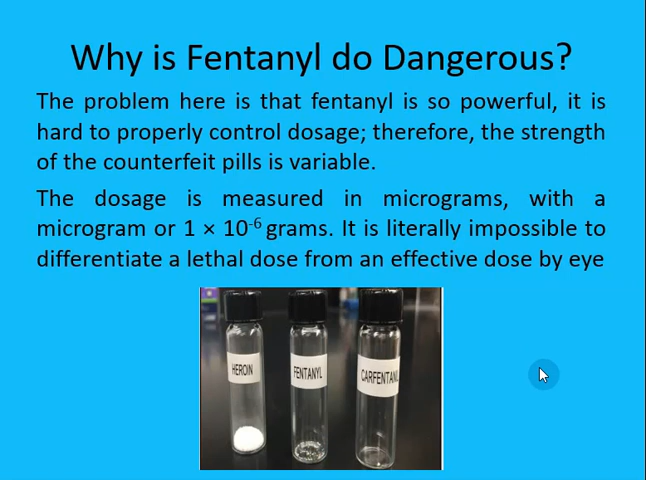 Why is Fentanyl do Dangerous?
The problem here is that fentanyl is so powerful, it is
hard to properly control dosage; therefore, the strength
of the counterfeit pills is variable.
The dosage is measured in micrograms, with a
microgram or 1 × 10⁻⁶ grams. It is literally impossible to
differentiate a lethal dose from an effective dose by eye
HEROIN FENTANYL CARFENTANI